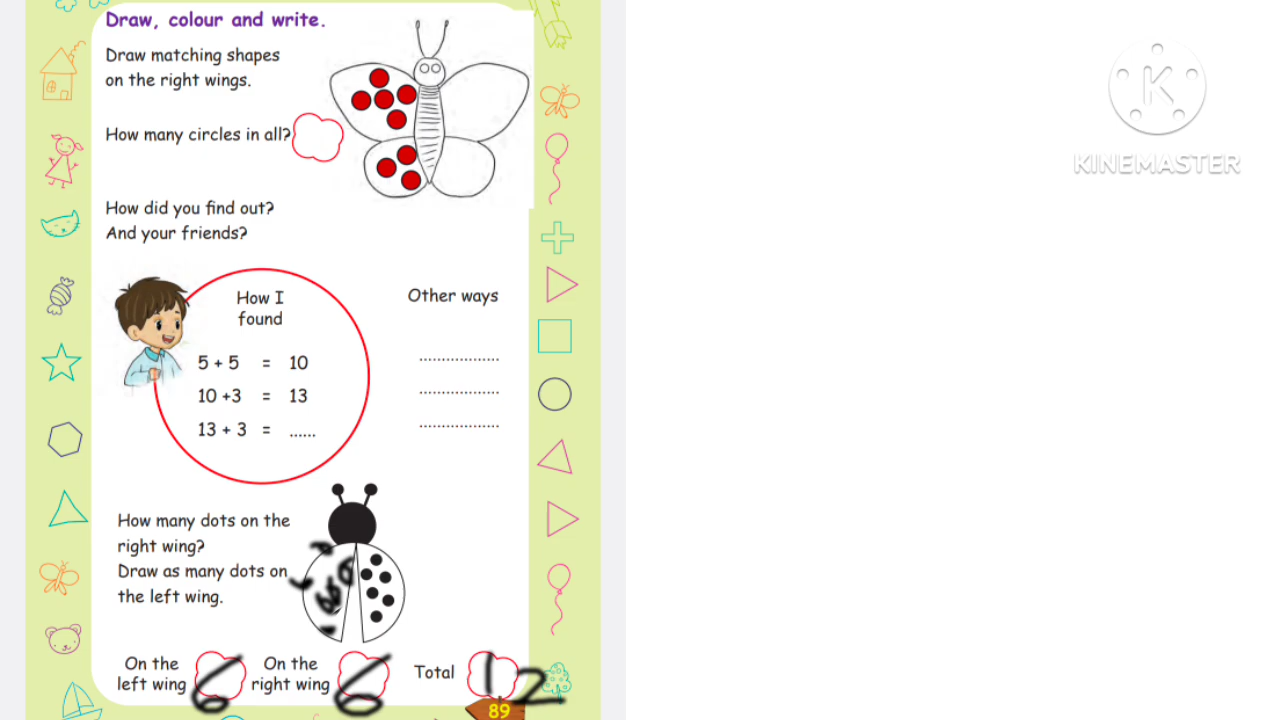 Draw, colour and write.
Draw matching shapes
on the right wings.
How many circles in all?
How did you find out?
And your friends?
How I
found
5 + 5 = 10
10 +3 = 13
13 + 3 = ......
Other ways
..................
..................
..................
How many dots on the
right wing?
Draw as many dots on
the left wing.
On the
left wing
6
On the
right wing
6
Total
12
89
K
KINEMASTER